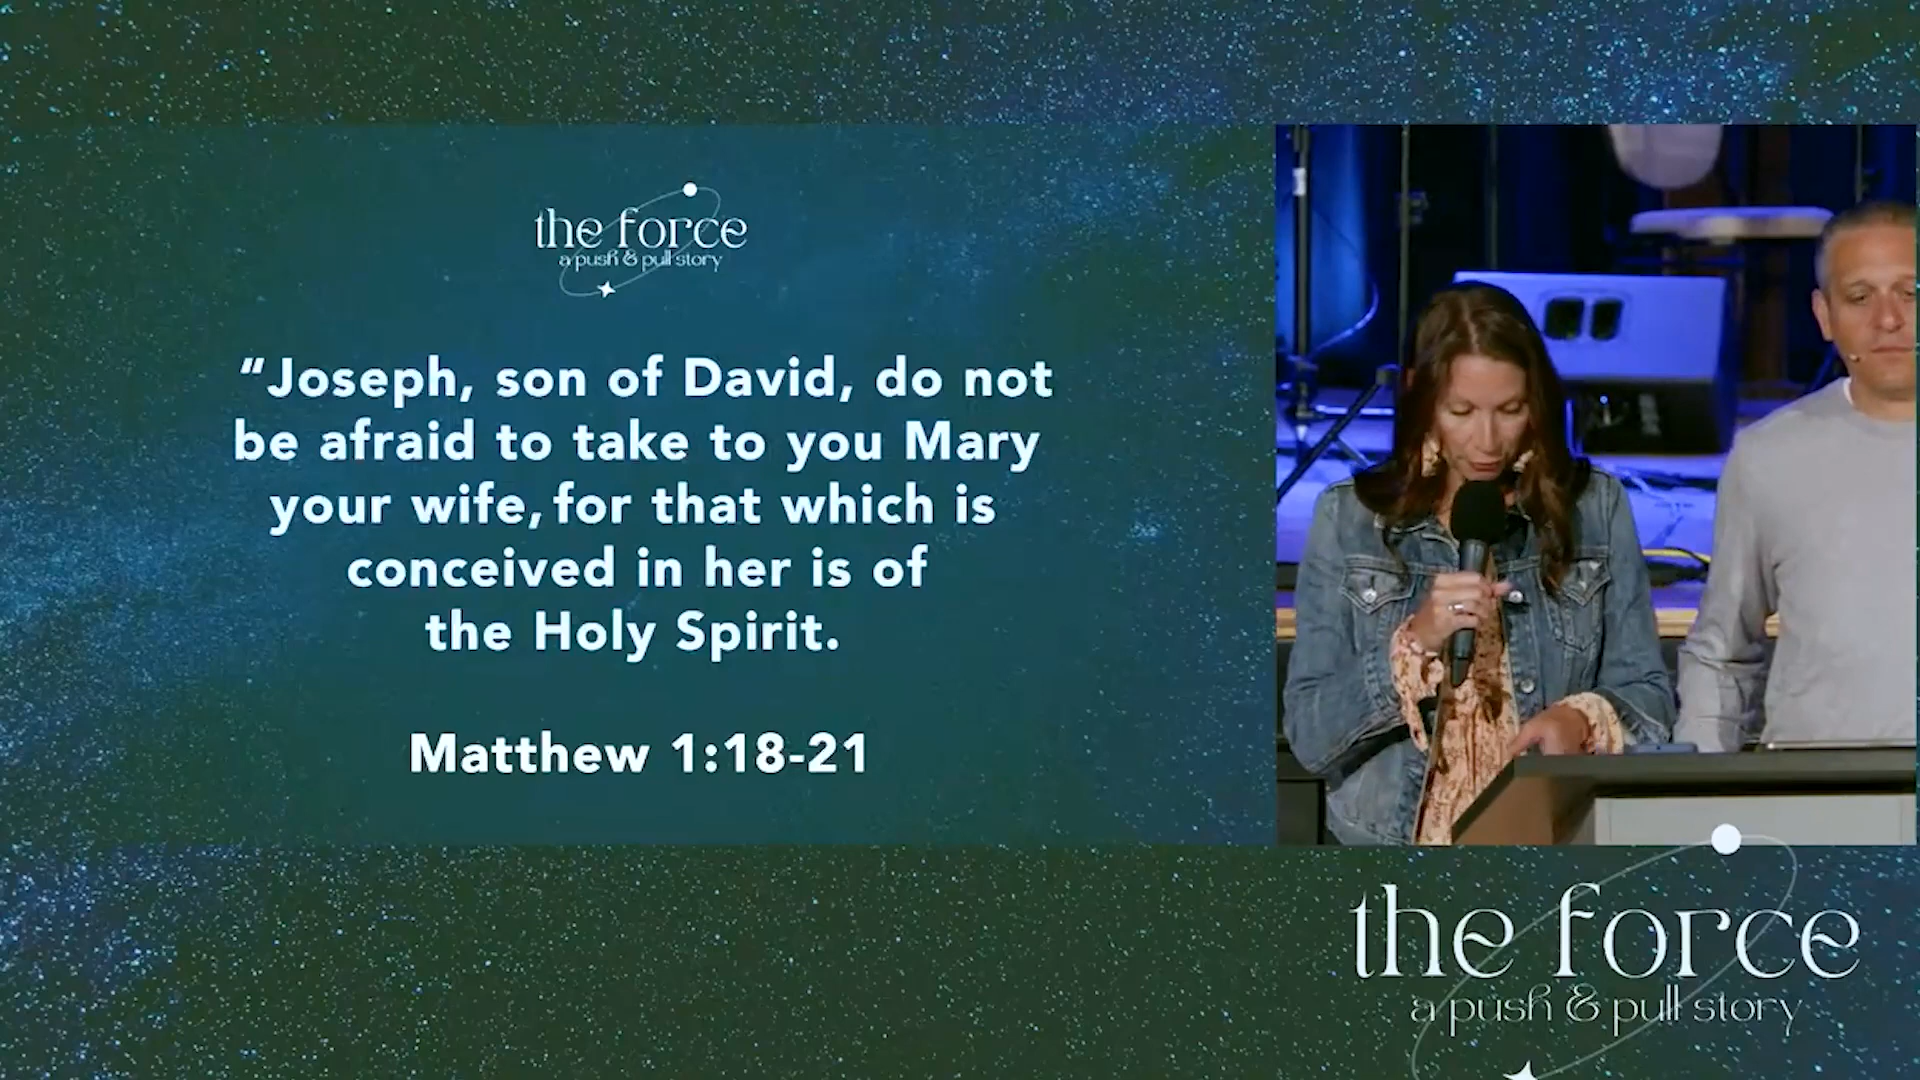 the force
a push & pull story
“Joseph, son of David, do not
be afraid to take to you Mary
your wife, for that which is
conceived in her is of
the Holy Spirit.
Matthew 1:18-21
the force
a push & pull story